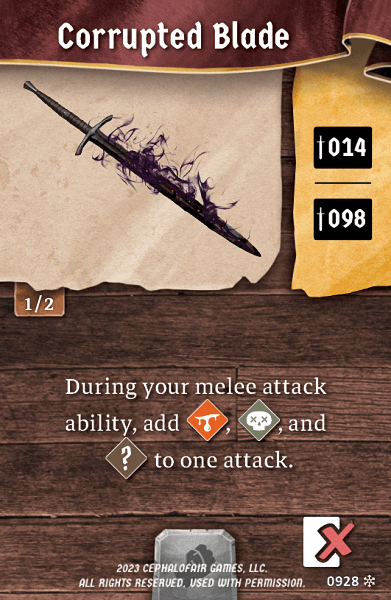 Corrupted Blade
014
098
1/2
During your melee attack
ability, add , , and
? to one attack.
2023 CEPHALOFAIR GAMES, LLC.
ALL RIGHTS RESERVED. USED WITH PERMISSION.
0928